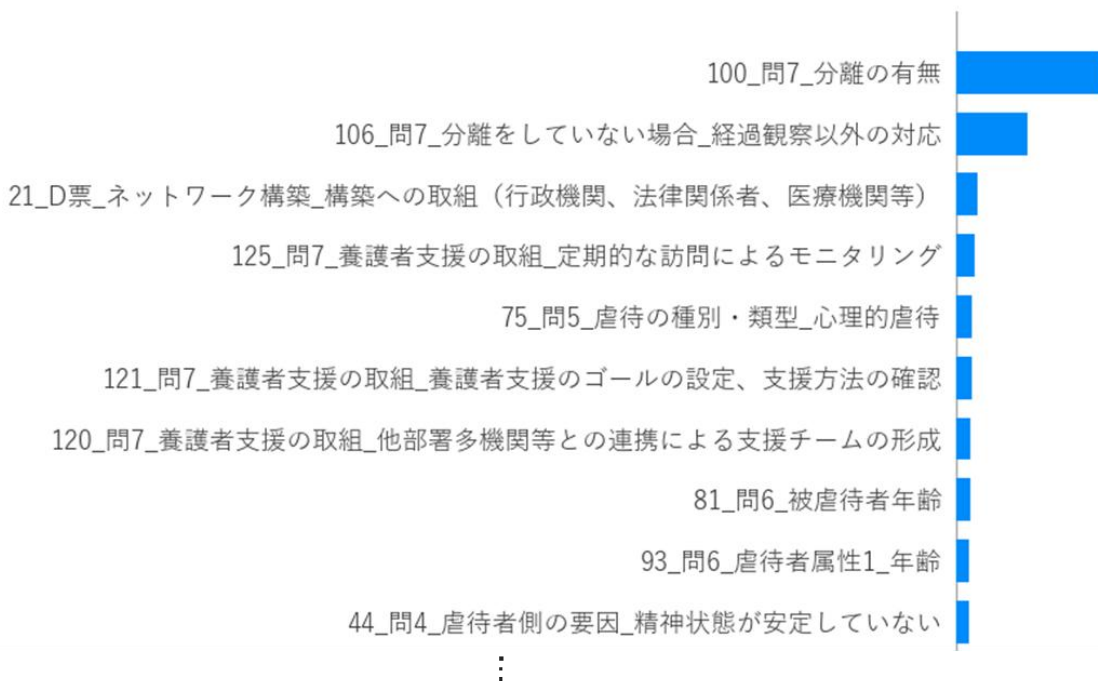 100_問7_分離の有無
106_問7_分離をしていない場合_経過観察以外の対応
21_D票_ネットワーク構築_構築への取組（行政機関、法律関係者、医療機関等）
125_問7_養護者支援の取組_定期的な訪問によるモニタリング
75_問5_虐待の種別・類型_心理的虐待
121_問7_養護者支援の取組_養護者支援のゴールの設定、支援方法の確認
120_問7_養護者支援の取組_他部署多機関等との連携による支援チームの形成
81_問6_被虐待者年齢
93_問6_虐待者属性1_年齢
44_問4_虐待者側の要因_精神状態が安定していない
⋮